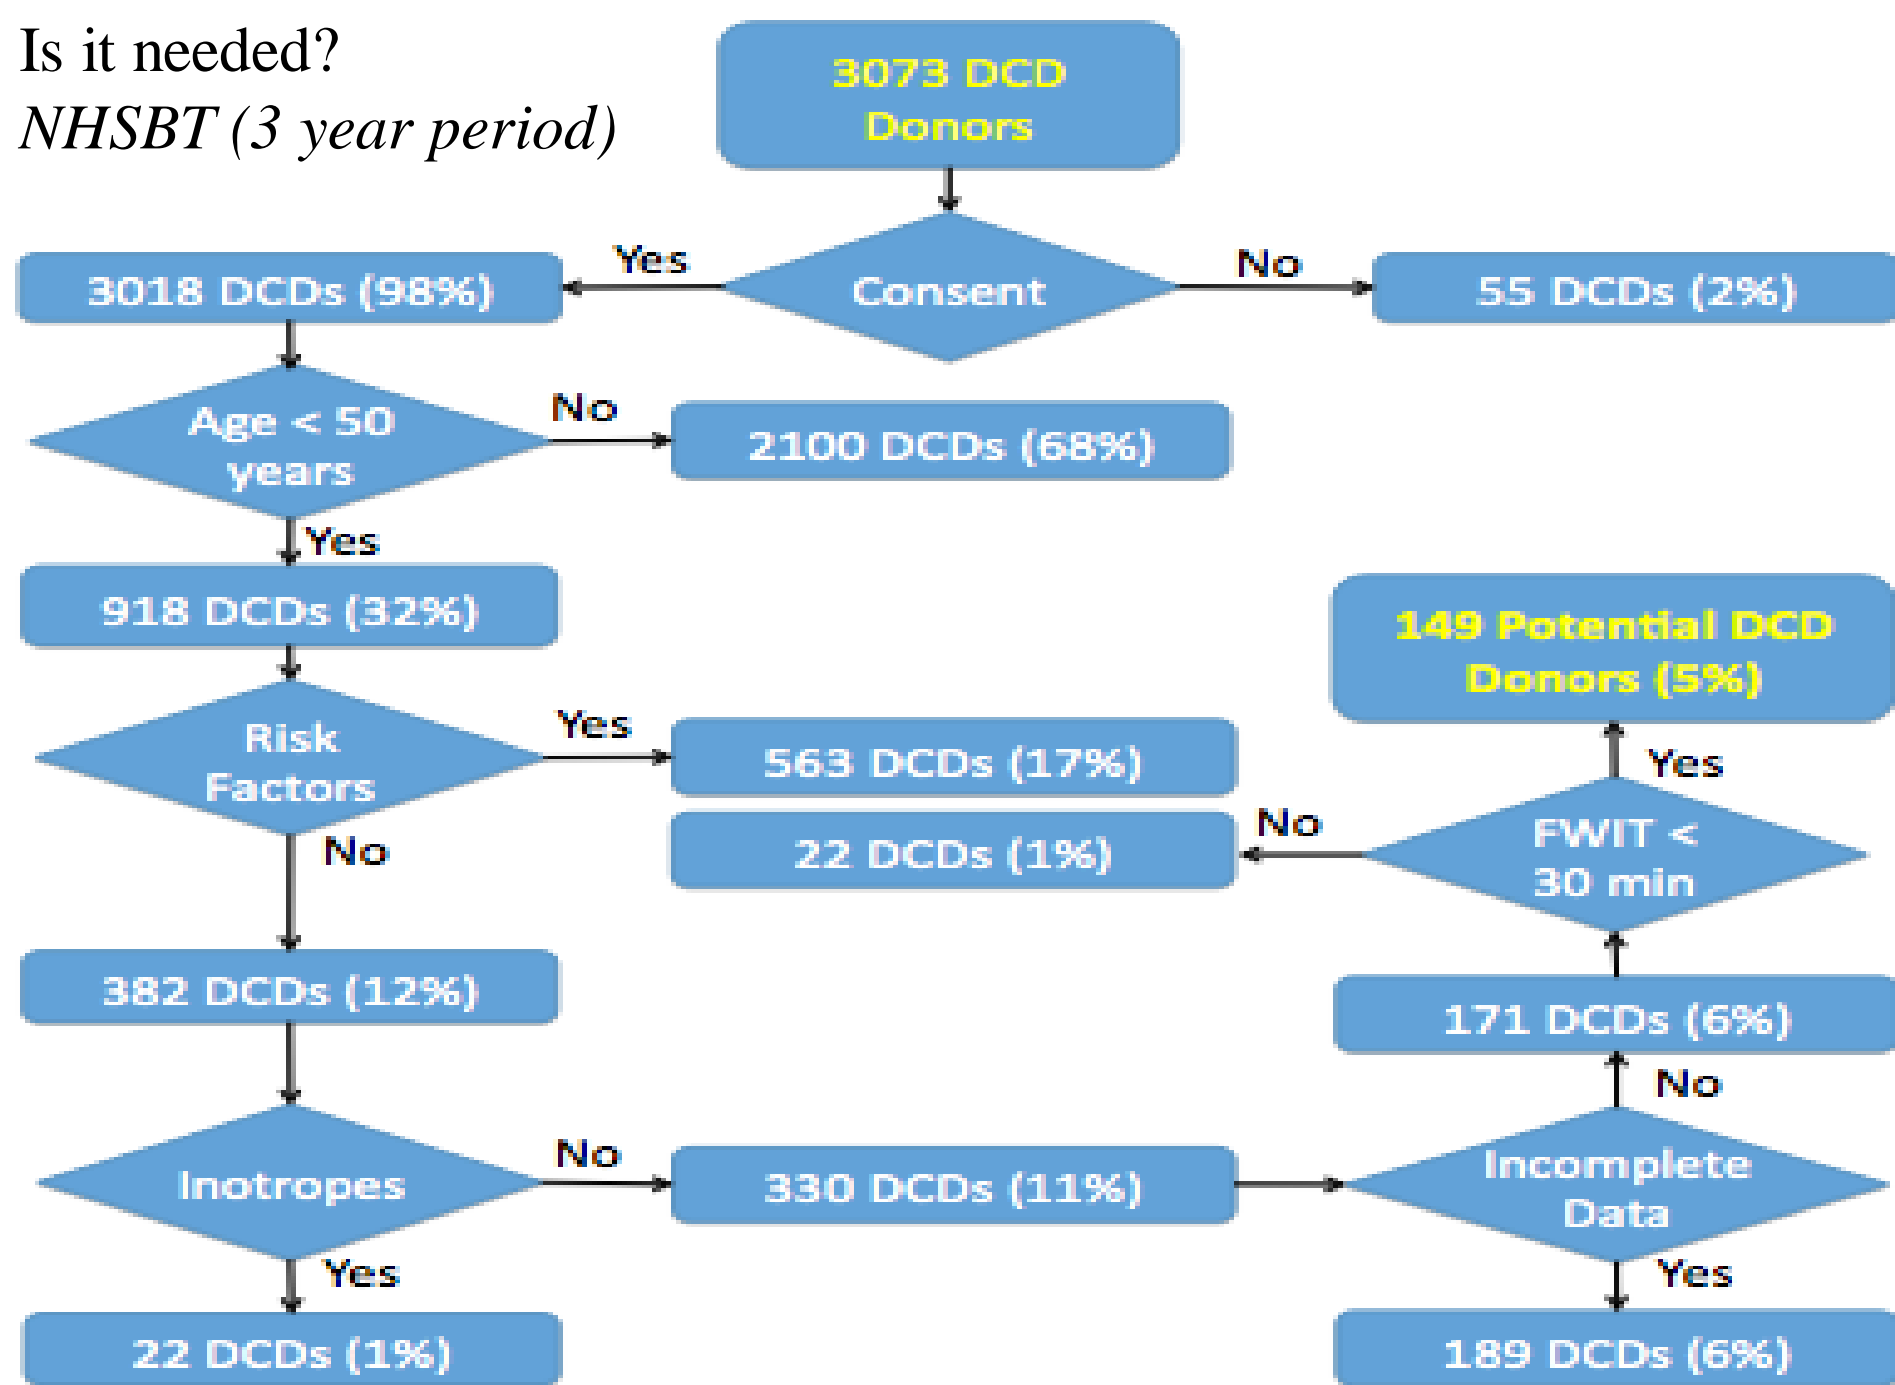 Is it needed?
NHSBT (3 year period)
3073 DCD
Donors
Consent
Yes
No
3018 DCDs (98%)
55 DCDs (2%)
Age < 50
years
No
2100 DCDs (68%)
Yes
918 DCDs (32%)
Risk
Factors
Yes
563 DCDs (17%)
No
382 DCDs (12%)
Inotropes
Yes
22 DCDs (1%)
No
330 DCDs (11%)
Incomplete
Data
Yes
189 DCDs (6%)
No
171 DCDs (6%)
FWIT <
30 min
No
22 DCDs (1%)
Yes
149 Potential DCD
Donors (5%)